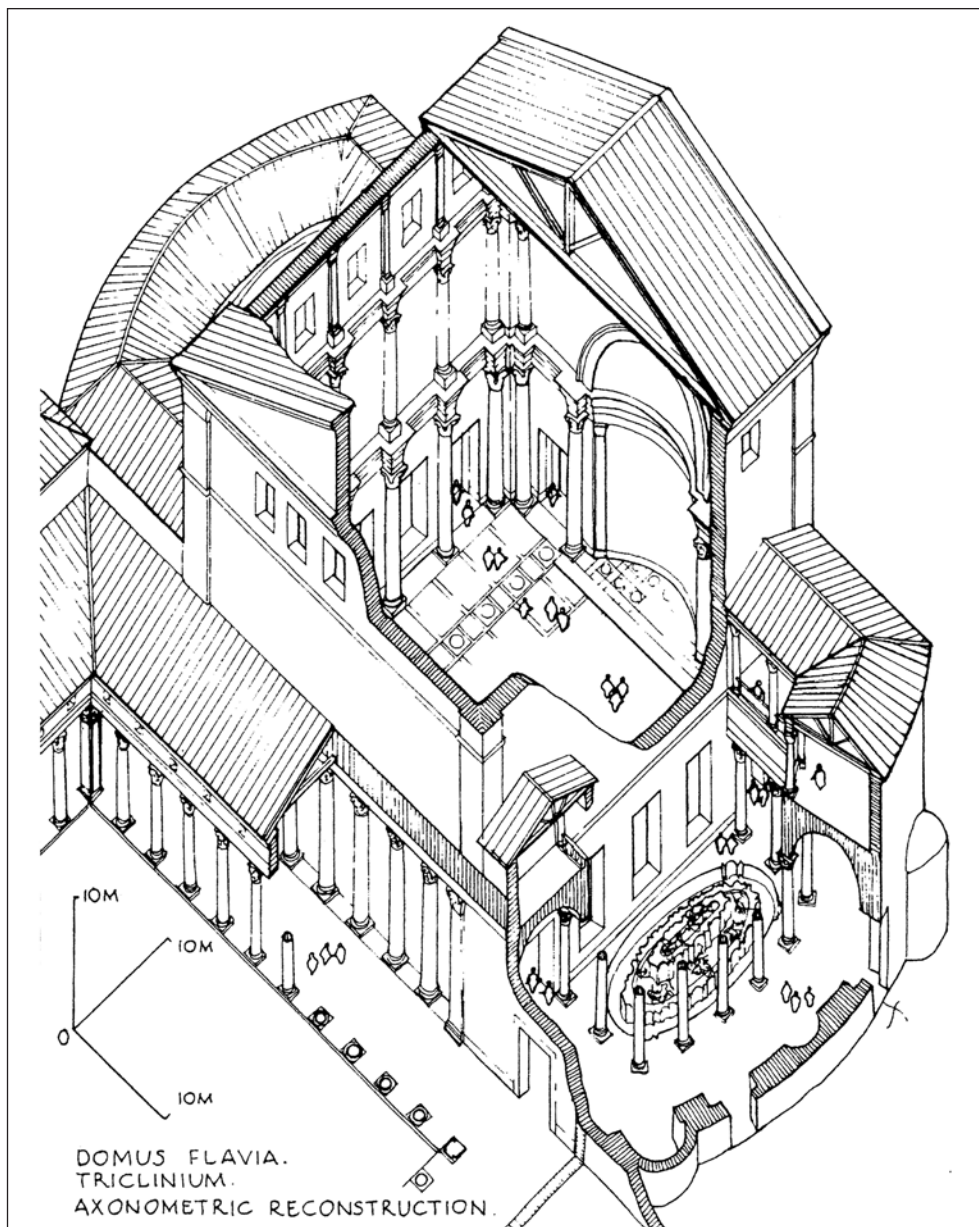 10M
10M
0
10M
DOMUS FLAVIA.
TRICLINIUM.
AXONOMETRIC RECONSTRUCTION.